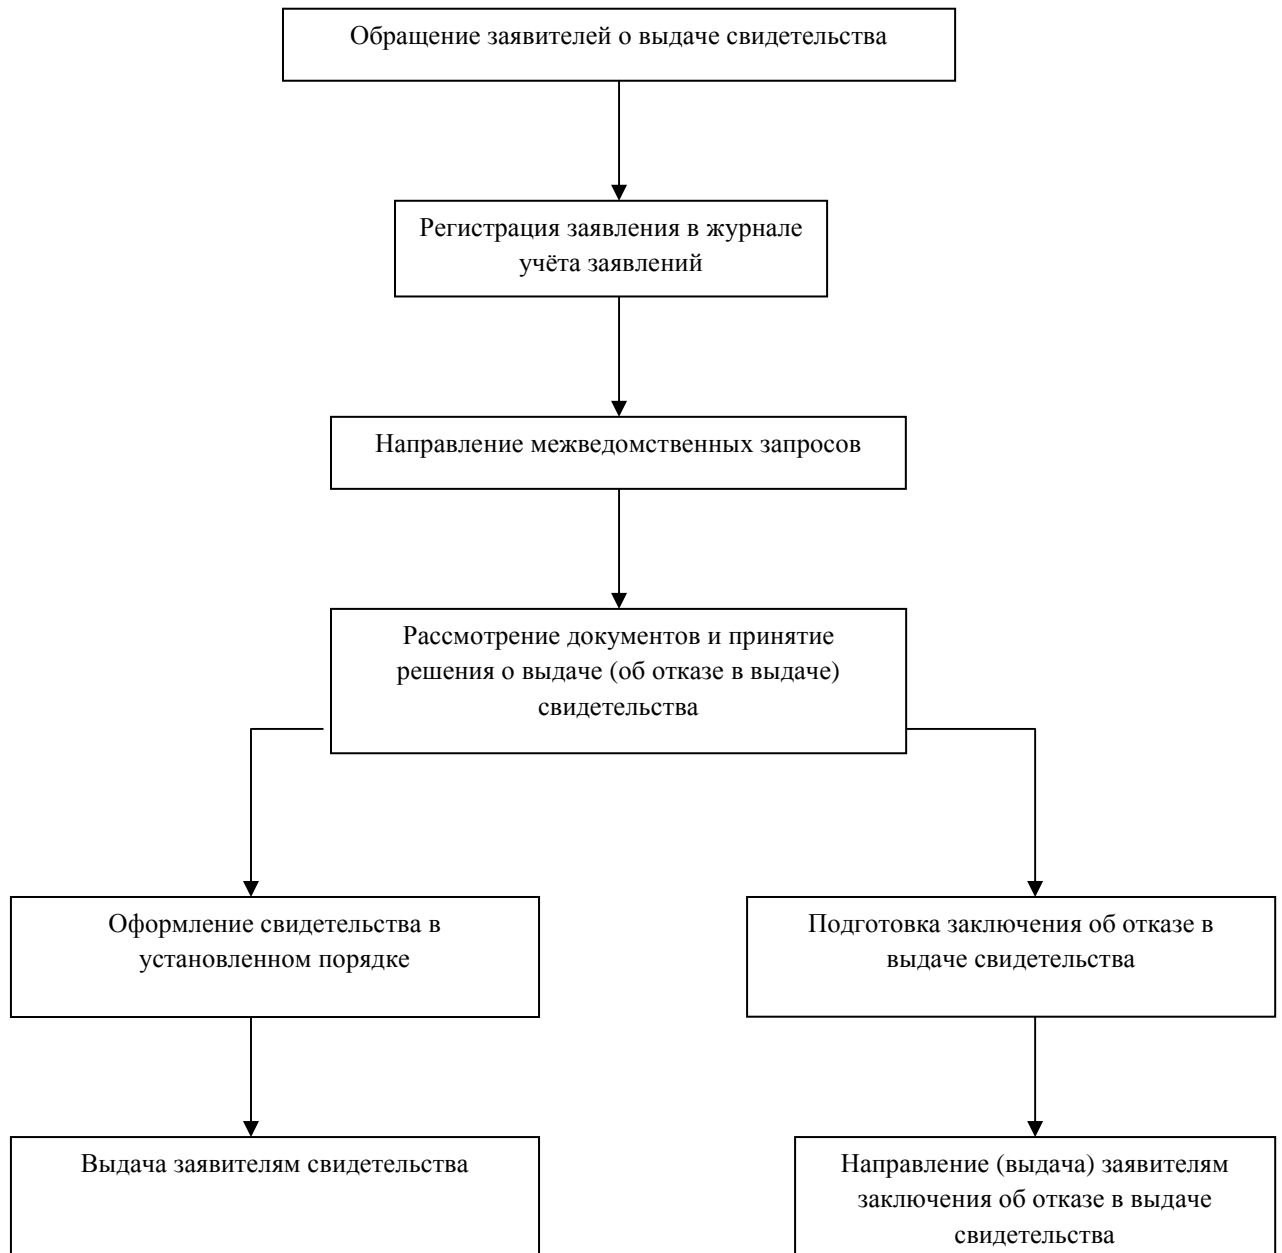 Обращение заявителей о выдаче свидетельства
Регистрация заявления в журнале
учёта заявлений
Направление межведомственных запросов
Рассмотрение документов и принятие
решения о выдаче (об отказе в выдаче)
свидетельства
Оформление свидетельства в
установленном порядке
Подготовка заключения об отказе в
выдаче свидетельства
Выдача заявителям свидетельства
Направление (выдача) заявителям
заключения об отказе в выдаче
свидетельства